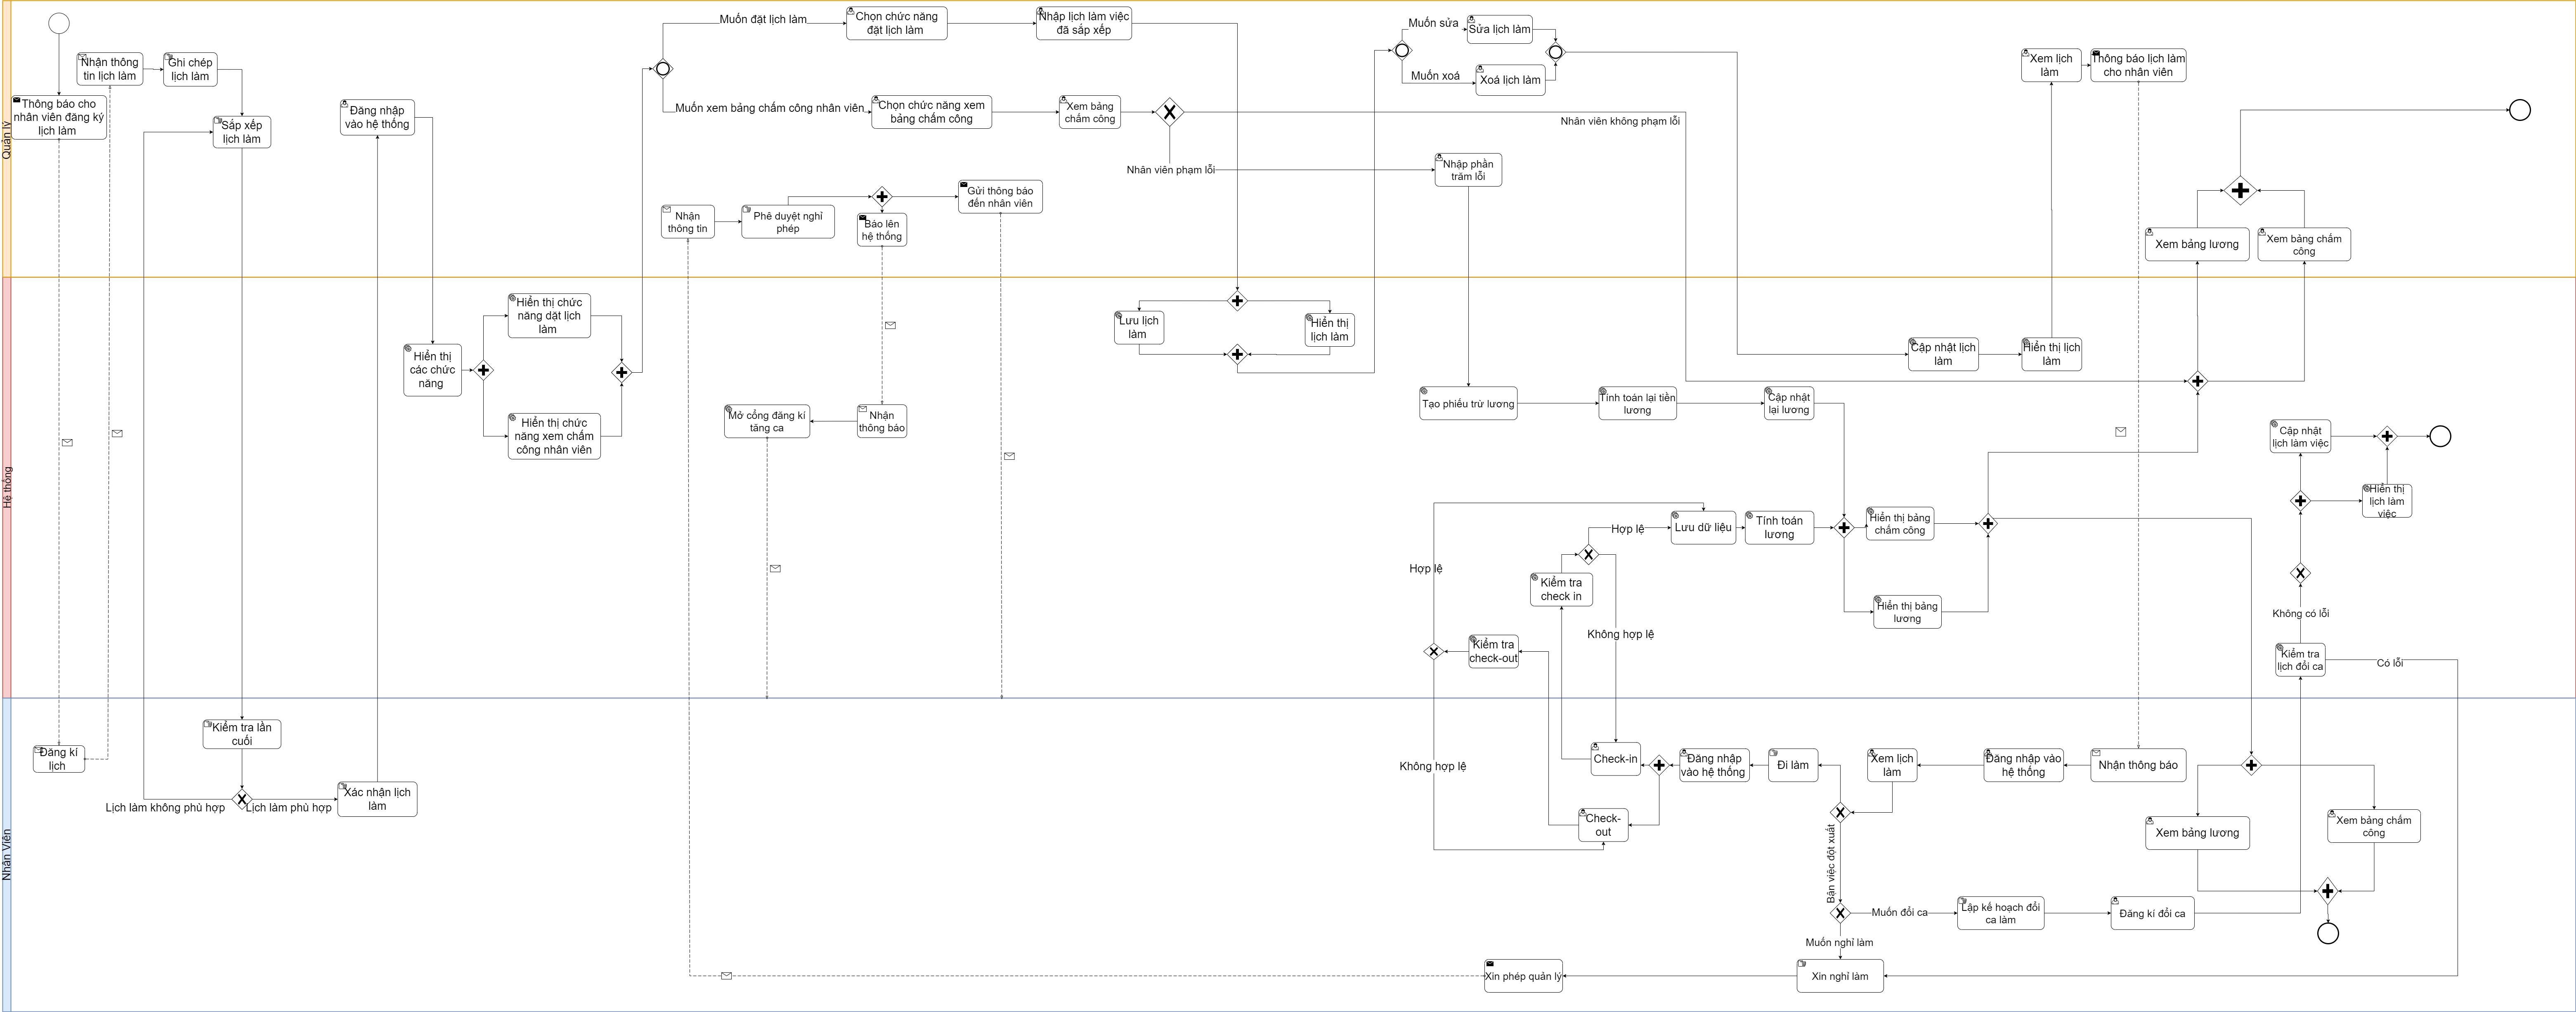 Quản lý
Nhận thông
tin lịch làm
Ghi chép
lịch làm
Thông báo cho
nhân viên đăng ký
lịch làm
Sắp xếp
lịch làm
Đăng nhập
vào hệ thống
Muốn đặt lịch làm
Chọn chức năng
đặt lịch làm
Nhập lịch làm việc
đã sắp xếp
Muốn xem bảng chấm công nhân viên
Chọn chức năng xem
bảng chấm công
Xem bảng
chấm công
Nhân viên không phạm lỗi
Nhân viên phạm lỗi
Nhập phần
trăm lỗi
Muốn sửa
Sửa lịch làm
Muốn xoá
Xoá lịch làm
Xem lịch
làm
Thông báo lịch làm
cho nhân viên
Nhận
thông tin
Phê duyệt nghỉ
phép
Báo lên
hệ thống
Gửi thông báo
đến nhân viên
Xem bảng lương
Xem bảng chấm
công
Hệ thống
Hiển thị
các chức
năng
Hiển thị chức
năng dặt lịch
làm
Hiển thị chức
năng xem chấm
công nhân viên
Lưu lịch
làm
Hiển thị
lịch làm
Mở cổng đăng kí
tăng ca
Nhận
thông báo
Cập nhật lịch
làm
Hiển thị lịch
làm
Tạo phiếu trừ lương
Tính toán lại tiền
lương
Cập nhật
lại lương
Cập nhật
lịch làm việc
Hiển thị
lịch làm
việc
Hợp lệ
Lưu dữ liệu
Tính toán
lương
Hiển thị bảng
chấm công
Hợp lệ
Kiểm tra
check in
Hiển thị bảng
lương
Không hợp lệ
Không có lỗi
Kiểm tra
check-out
Kiểm tra
lịch đổi ca
Có lỗi
Nhân Viên
Đăng kí
lịch
Kiểm tra lần
cuối
Lịch làm không phù hợp
Lịch làm phù hợp
Xác nhận lịch
làm
Không hợp lệ
Check-in
Đăng nhập
vào hệ thống
Đi làm
Xem lịch
làm
Đăng nhập vào
hệ thống
Nhận thông báo
Check-
out
Bận việc đột xuất
Xem bảng lương
Xem bảng chấm
công
Muốn đổi ca
Lập kế hoạch đổi
ca làm
Đăng kí đổi ca
Muốn nghỉ làm
Xin phép quản lý
Xin nghỉ làm